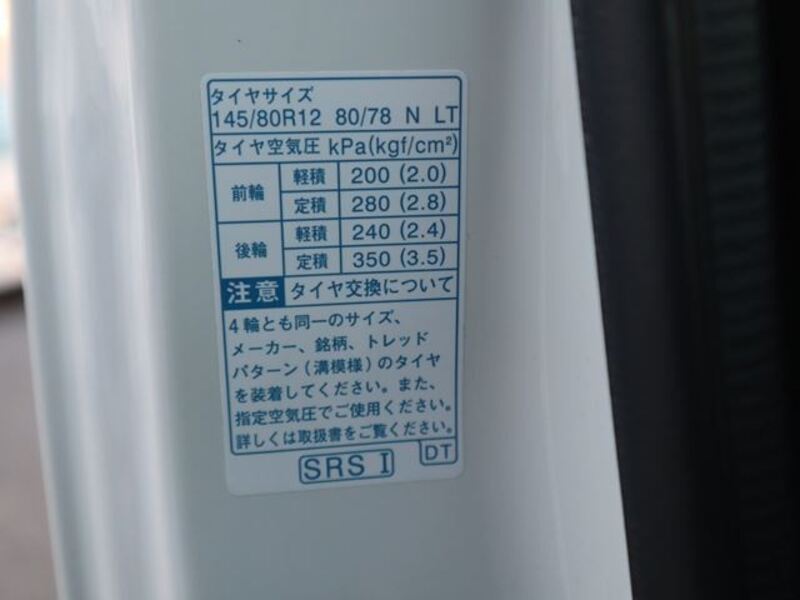 タイヤサイズ
145/80R12 80/78 N LT
タイヤ空気圧 kPa(kgf/cm²)
前輪 軽積 200 (2.0)
定積 280 (2.8)
後輪 軽積 240 (2.4)
定積 350 (3.5)
注意 タイヤ交換について
4輪とも同一のサイズ、
メーカー、銘柄、トレッド
パターン(溝模様)のタイヤ
を装着してください。また、
指定空気圧でご使用ください。
詳しくは取扱書をご覧ください。
SRS I DT